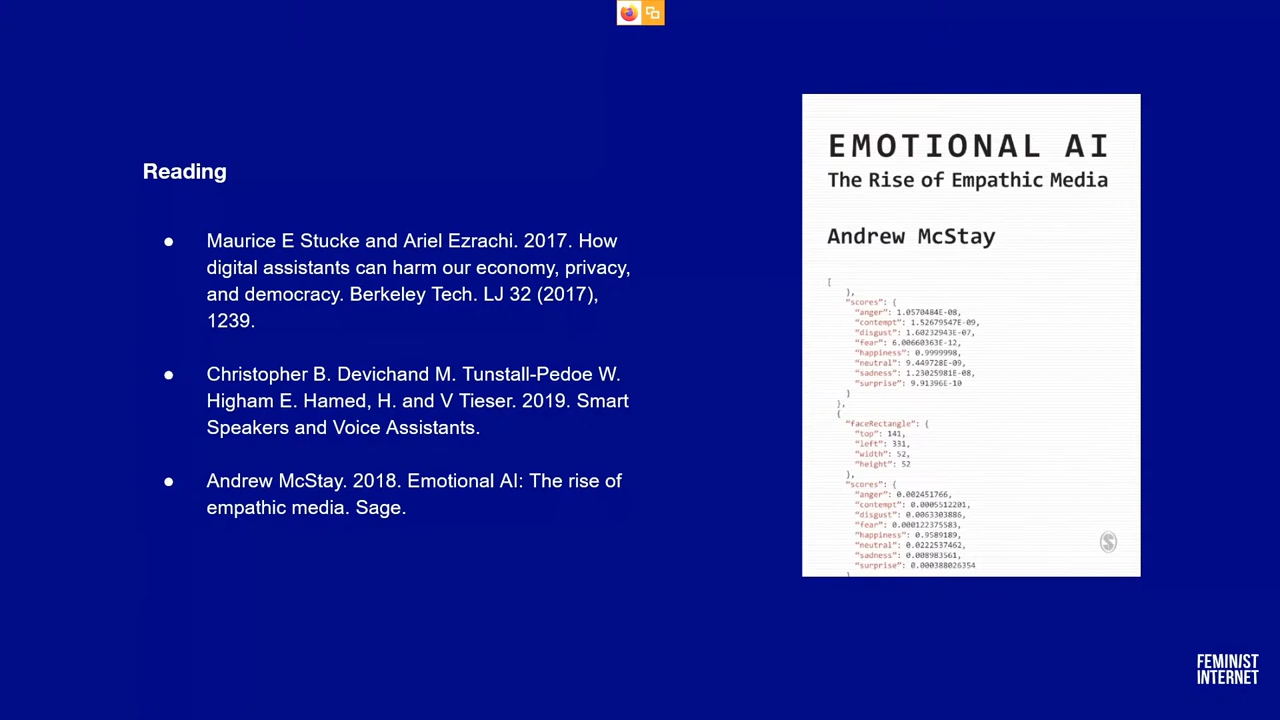 Reading
● Maurice E Stucke and Ariel Ezrachi. 2017. How
digital assistants can harm our economy, privacy,
and democracy. Berkeley Tech. LJ 32 (2017),
1239.
● Christopher B. Devichand M. Tunstall-Pedoe W.
Higham E. Hamed, H. and V Tieser. 2019. Smart
Speakers and Voice Assistants.
● Andrew McStay. 2018. Emotional AI: The rise of
empathic media. Sage.
EMOTIONAL AI
The Rise of Empathic Media
Andrew McStay
[
},
"scores": {
"anger": 1.0570484E-08,
"contempt": 1.52679547E-09,
"disgust": 1.60232943E-07,
"fear": 6.00660363E-12,
"happiness": 0.9999998,
"neutral": 9.449728E-09,
"sadness": 1.23025981E-08,
"surprise": 9.91396E-10
}
},
{
"faceRectangle": {
"top": 141,
"left": 331,
"width": 52,
"height": 52
},
"scores": {
"anger": 0.002451766,
"contempt": 0.0005512201,
"disgust": 0.0063303886,
"fear": 0.000122375583,
"happiness": 0.9589189,
"neutral": 0.0222537462,
"sadness": 0.008983561,
"surprise": 0.000388026354
}
FEMINIST
INTERNET